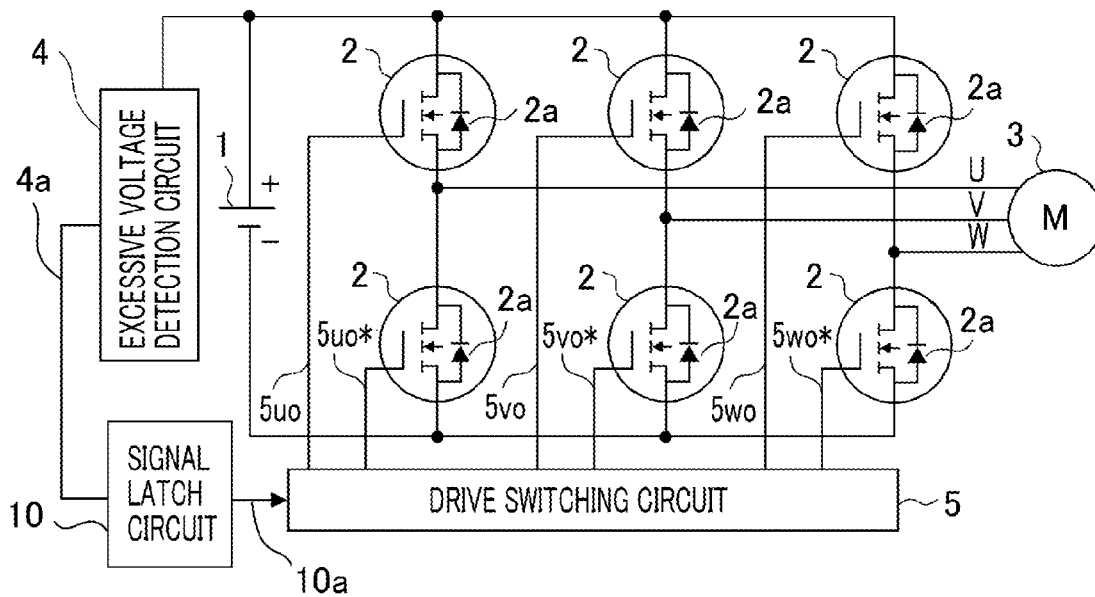 4
EXCESSIVE VOLTAGE
DETECTION CIRCUIT
4a
1
+
−
2
2a
2
2a
2
2a
U
V
W
3
M
2
2a
2
2a
2
2a
5uo
5uo*
5vo
5vo*
5wo
5wo*
SIGNAL
LATCH
CIRCUIT
10
10a
DRIVE SWITCHING CIRCUIT
5